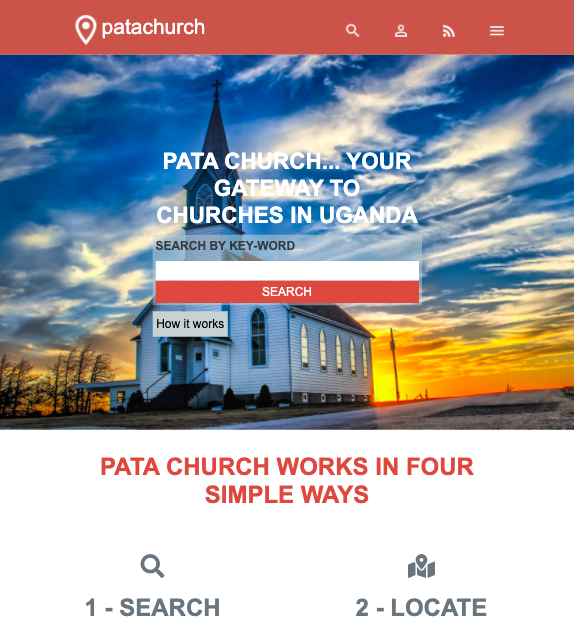 patachurch
PATA CHURCH... YOUR
GATEWAY TO
CHURCHES IN UGANDA
SEARCH BY KEY-WORD
SEARCH
How it works
PATA CHURCH WORKS IN FOUR
SIMPLE WAYS
1 - SEARCH
2 - LOCATE